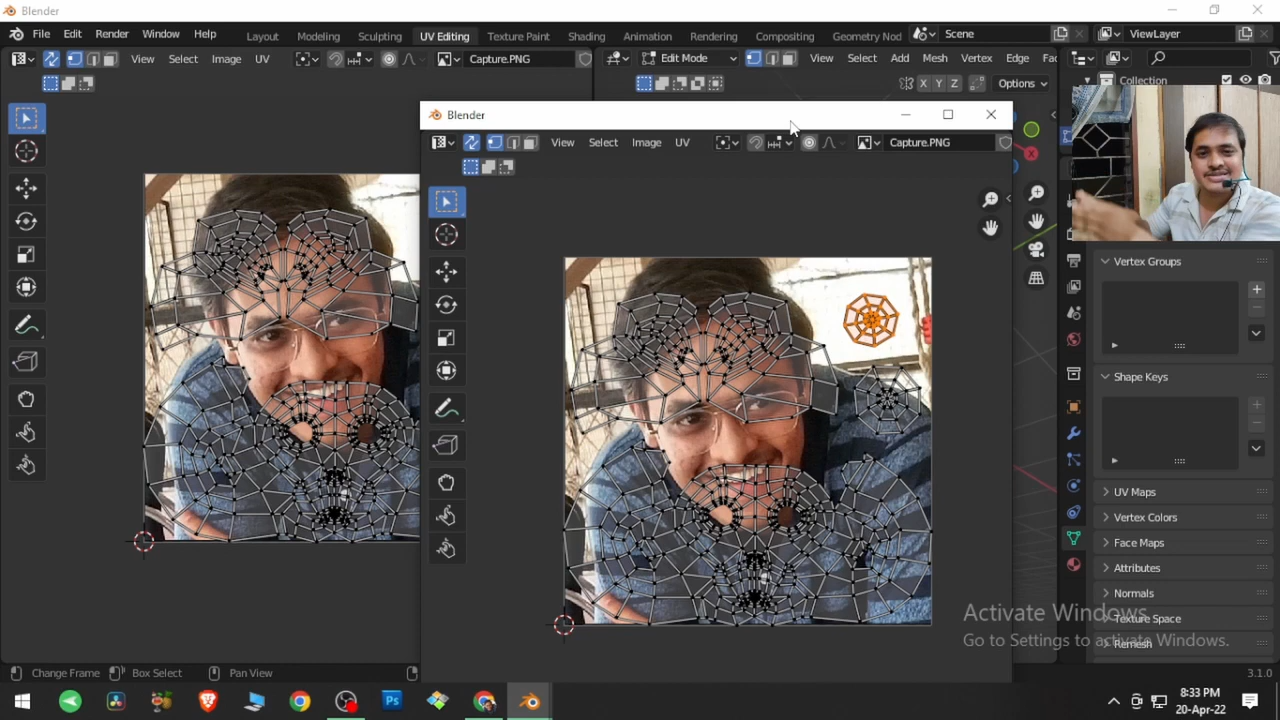 Blender
File Edit Render Window Help Layout Modeling Sculpting UV Editing Texture Paint Shading Animation Rendering Compositing Geometry Nod Scene ViewLayer
View Select Image UV Capture.PNG Edit Mode View Select Add Mesh Vertex Edge Fac
X Y Z Options Collection
Blender
View Select Image UV Capture.PNG
Vertex Groups
Shape Keys
UV Maps
Vertex Colors
Face Maps
Attributes
Normals
Texture Space
Remesh
Activate Windows
Go to Settings to activate Windows.
Change Frame Box Select Pan View 3.1.0
Ps 8:33 PM
20-Apr-22